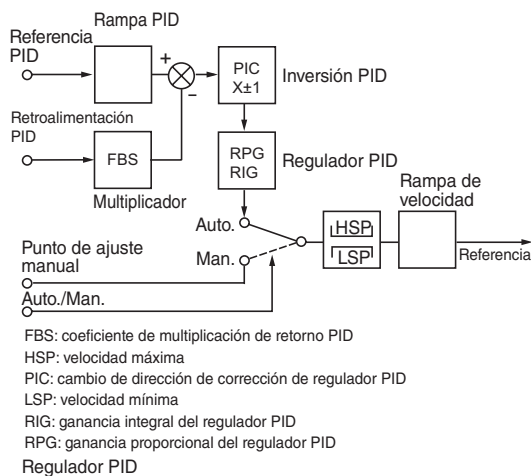 Rampa PID
Referencia
PID
+
−
PIC
X±1
Inversión PID
Retroalimentación
PID
FBS
Multiplicador
RPG
RIG
Regulador PID
Rampa de
velocidad
Auto.
HSP
LSP
Referencia
Punto de ajuste
manual
Man.
Auto./Man.
FBS: coeficiente de multiplicación de retorno PID
HSP: velocidad máxima
PIC: cambio de dirección de corrección de regulador PID
LSP: velocidad mínima
RIG: ganancia integral del regulador PID
RPG: ganancia proporcional del regulador PID
Regulador PID